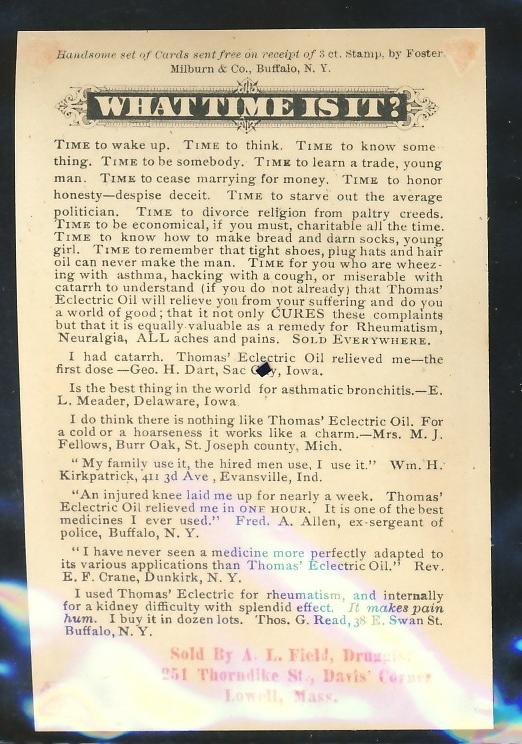 Handsome set of Cards sent free on receipt of 3 ct. Stamp, by Foster
Milburn & Co., Buffalo, N. Y.
WHAT TIME IS IT?
TIME to wake up. TIME to think. TIME to know some
thing. TIME to be somebody. TIME to learn a trade, young
man. TIME to cease marrying for money. TIME to honor
honesty—despise deceit. TIME to starve out the average
politician. TIME to divorce religion from paltry creeds.
TIME to be economical, if you must, charitable all the time.
TIME to know how to make bread and darn socks, young
girl. TIME to remember that tight shoes, plug hats and hair
oil can never make the man. TIME for you who are wheez-
ing with asthma, hacking with a cough, or miserable with
catarrh to understand (if you do not already) that Thomas'
Eclectric Oil will relieve you from your suffering and do you
a world of good; that it not only CURES these complaints
but that it is equally valuable as a remedy for Rheumatism,
Neuralgia, ALL aches and pains. SOLD EVERYWHERE.
I had catarrh. Thomas' Eclectric Oil relieved me—the
first dose—Geo. H. Dart, Sac City, Iowa.
Is the best thing in the world for asthmatic bronchitis.—E.
L. Meader, Delaware, Iowa
I do think there is nothing like Thomas' Eclectric Oil. For
a cold or a hoarseness it works like a charm.—Mrs. M. J.
Fellows, Burr Oak, St. Joseph county, Mich.
"My family use it, the hired men use, I use it." Wm. H.
Kirkpatrick, 411 3d Ave, Evansville, Ind.
"An injured knee laid me up for nearly a week. Thomas'
Eclectric Oil relieved me in ONE HOUR. It is one of the best
medicines I ever used." Fred. A. Allen, ex-sergeant of
police, Buffalo, N. Y.
"I have never seen a medicine more perfectly adapted to
its various applications than Thomas' Eclectric Oil." Rev.
E. F. Crane, Dunkirk, N. Y.
I used Thomas' Eclectric for rheumatism, and internally
for a kidney difficulty with splendid effect. It makes pain
hum. I buy it in dozen lots. Thos. G. Read, 38 E. Swan St.
Buffalo, N. Y.
Sold By A. L. Field, Druggist
251 Thorndike St., Davis' Corner
Lowell, Mass.